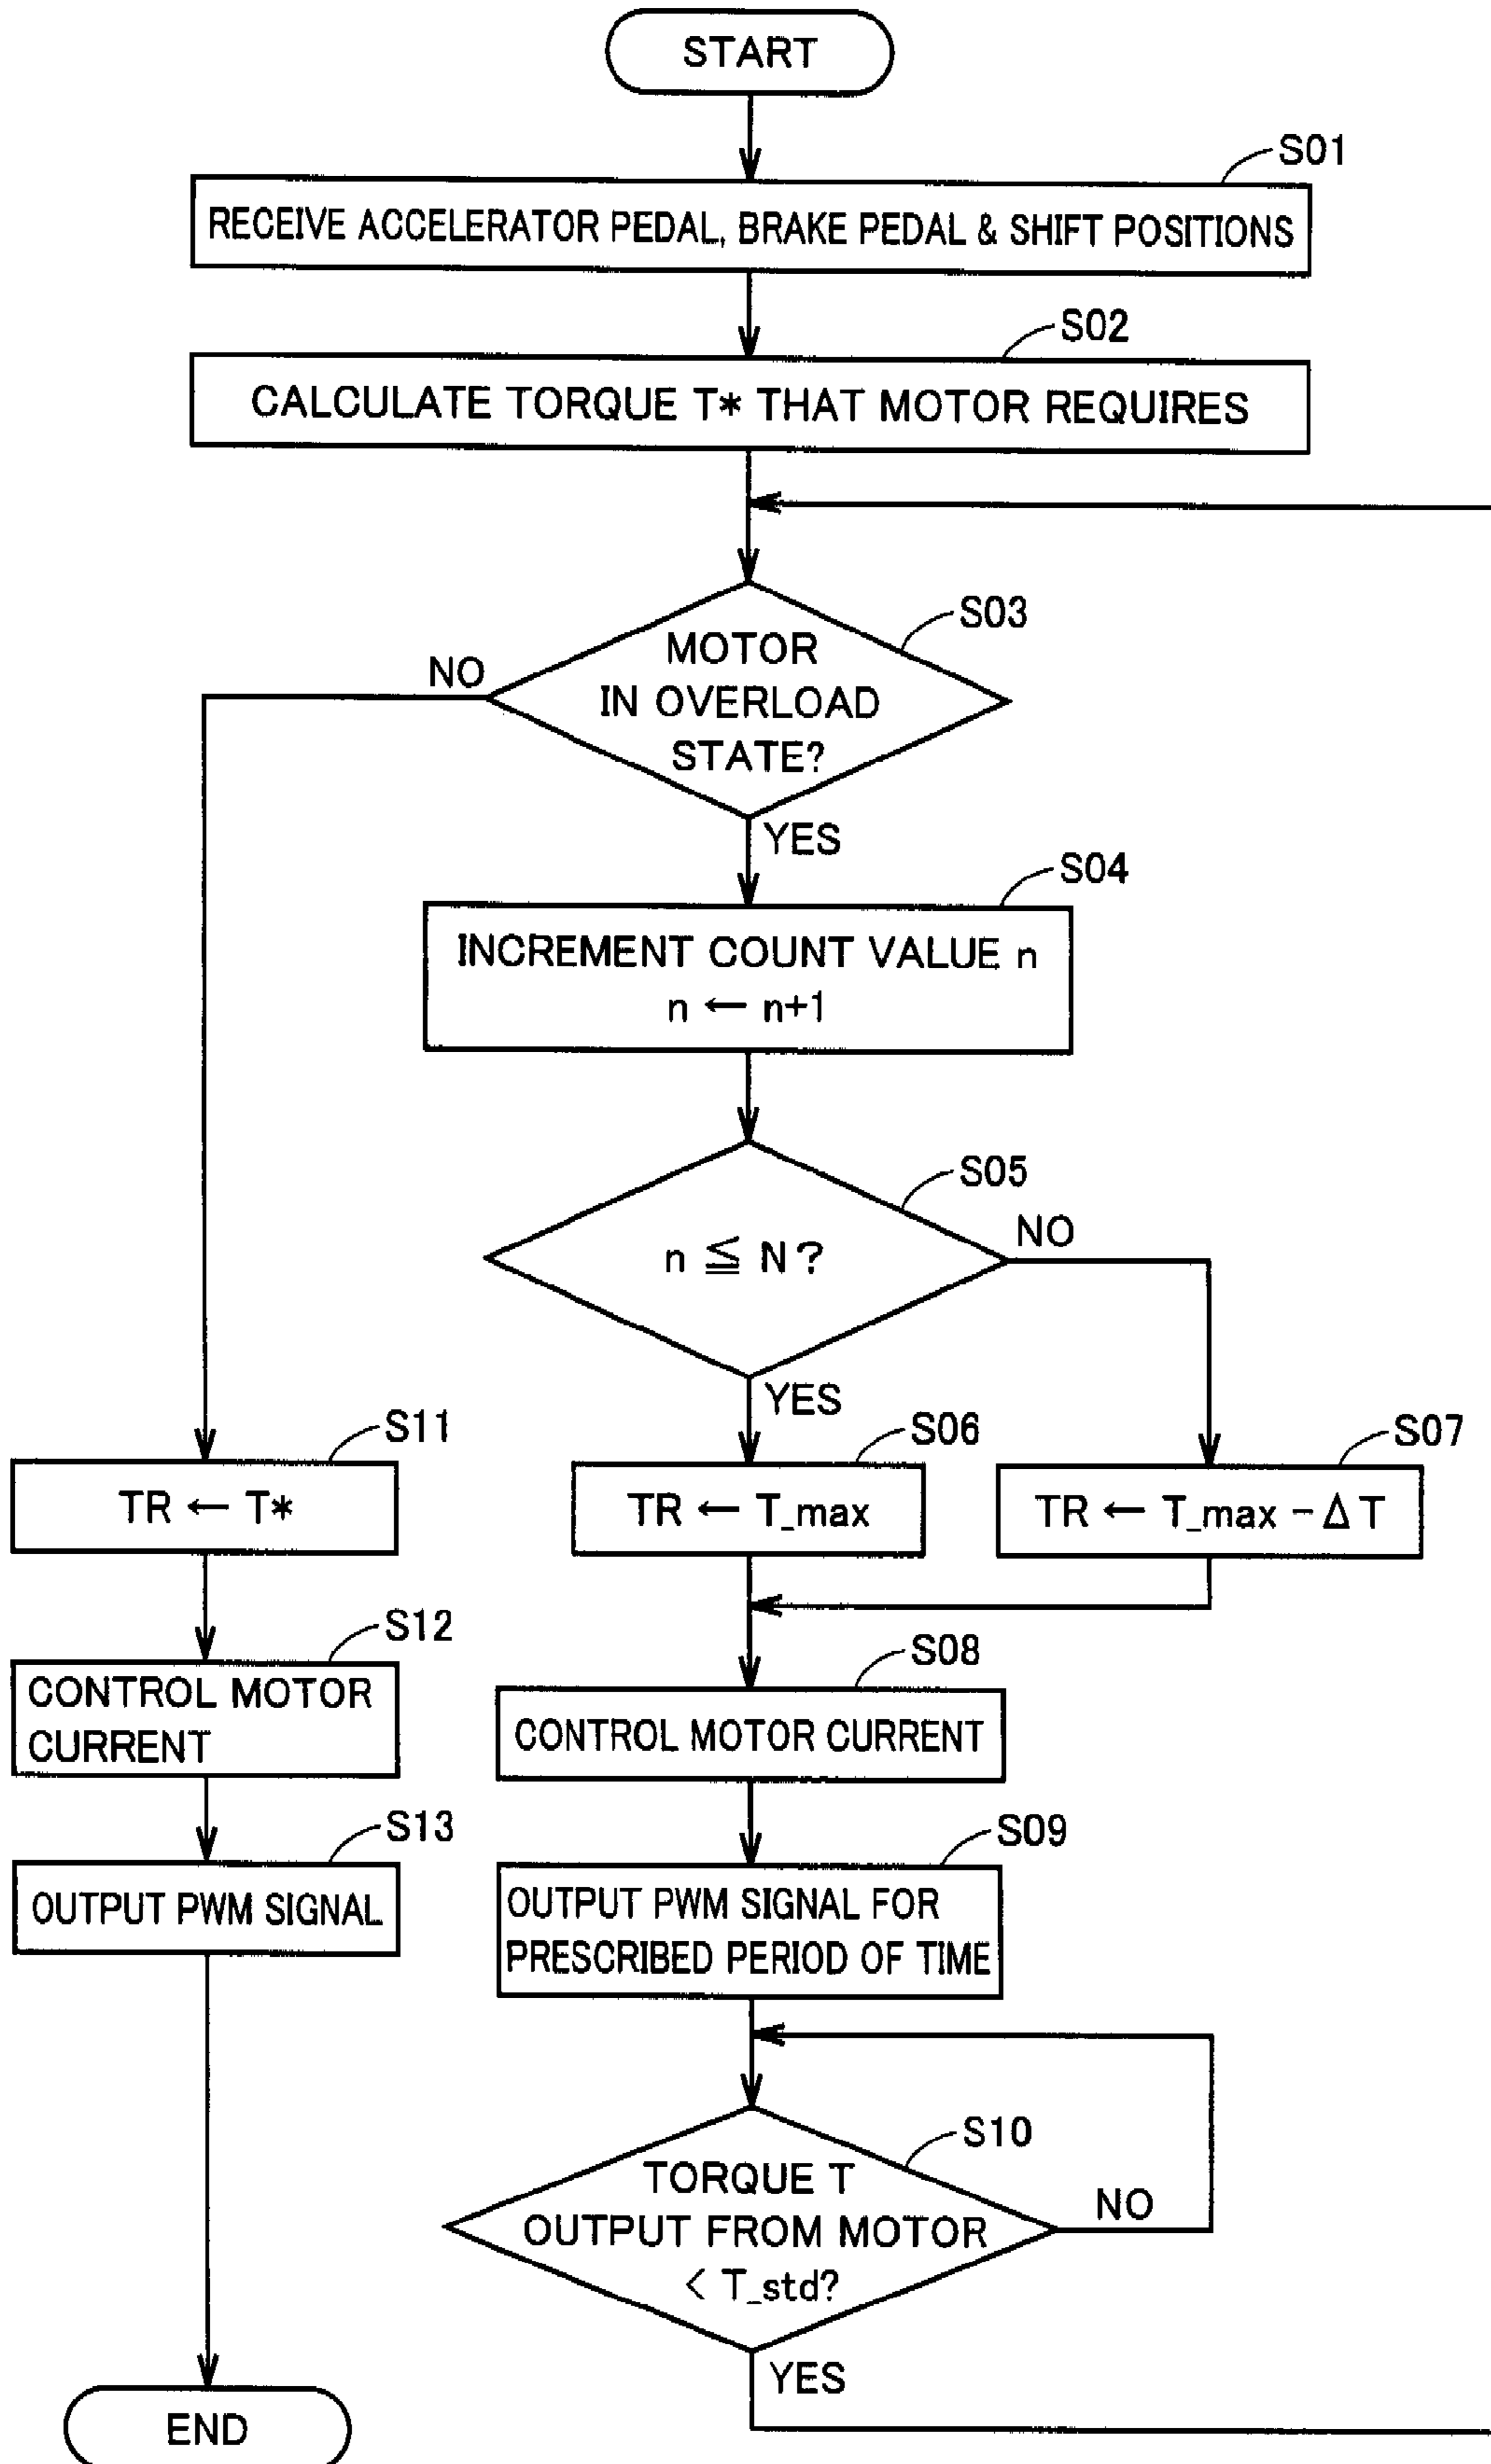 START
S01
RECEIVE ACCELERATOR PEDAL, BRAKE PEDAL & SHIFT POSITIONS
S02
CALCULATE TORQUE T* THAT MOTOR REQUIRES
S03
MOTOR
IN OVERLOAD
STATE?
NO
YES
S04
INCREMENT COUNT VALUE n
n ← n+1
S05
n ≦ N?
NO
YES
S11
TR ← T*
S06
TR ← T_max
S07
TR ← T_max - Δ T
S12
CONTROL MOTOR
CURRENT
S08
CONTROL MOTOR CURRENT
S13
OUTPUT PWM SIGNAL
S09
OUTPUT PWM SIGNAL FOR
PRESCRIBED PERIOD OF TIME
S10
TORQUE T
OUTPUT FROM MOTOR
< T_std?
NO
YES
END